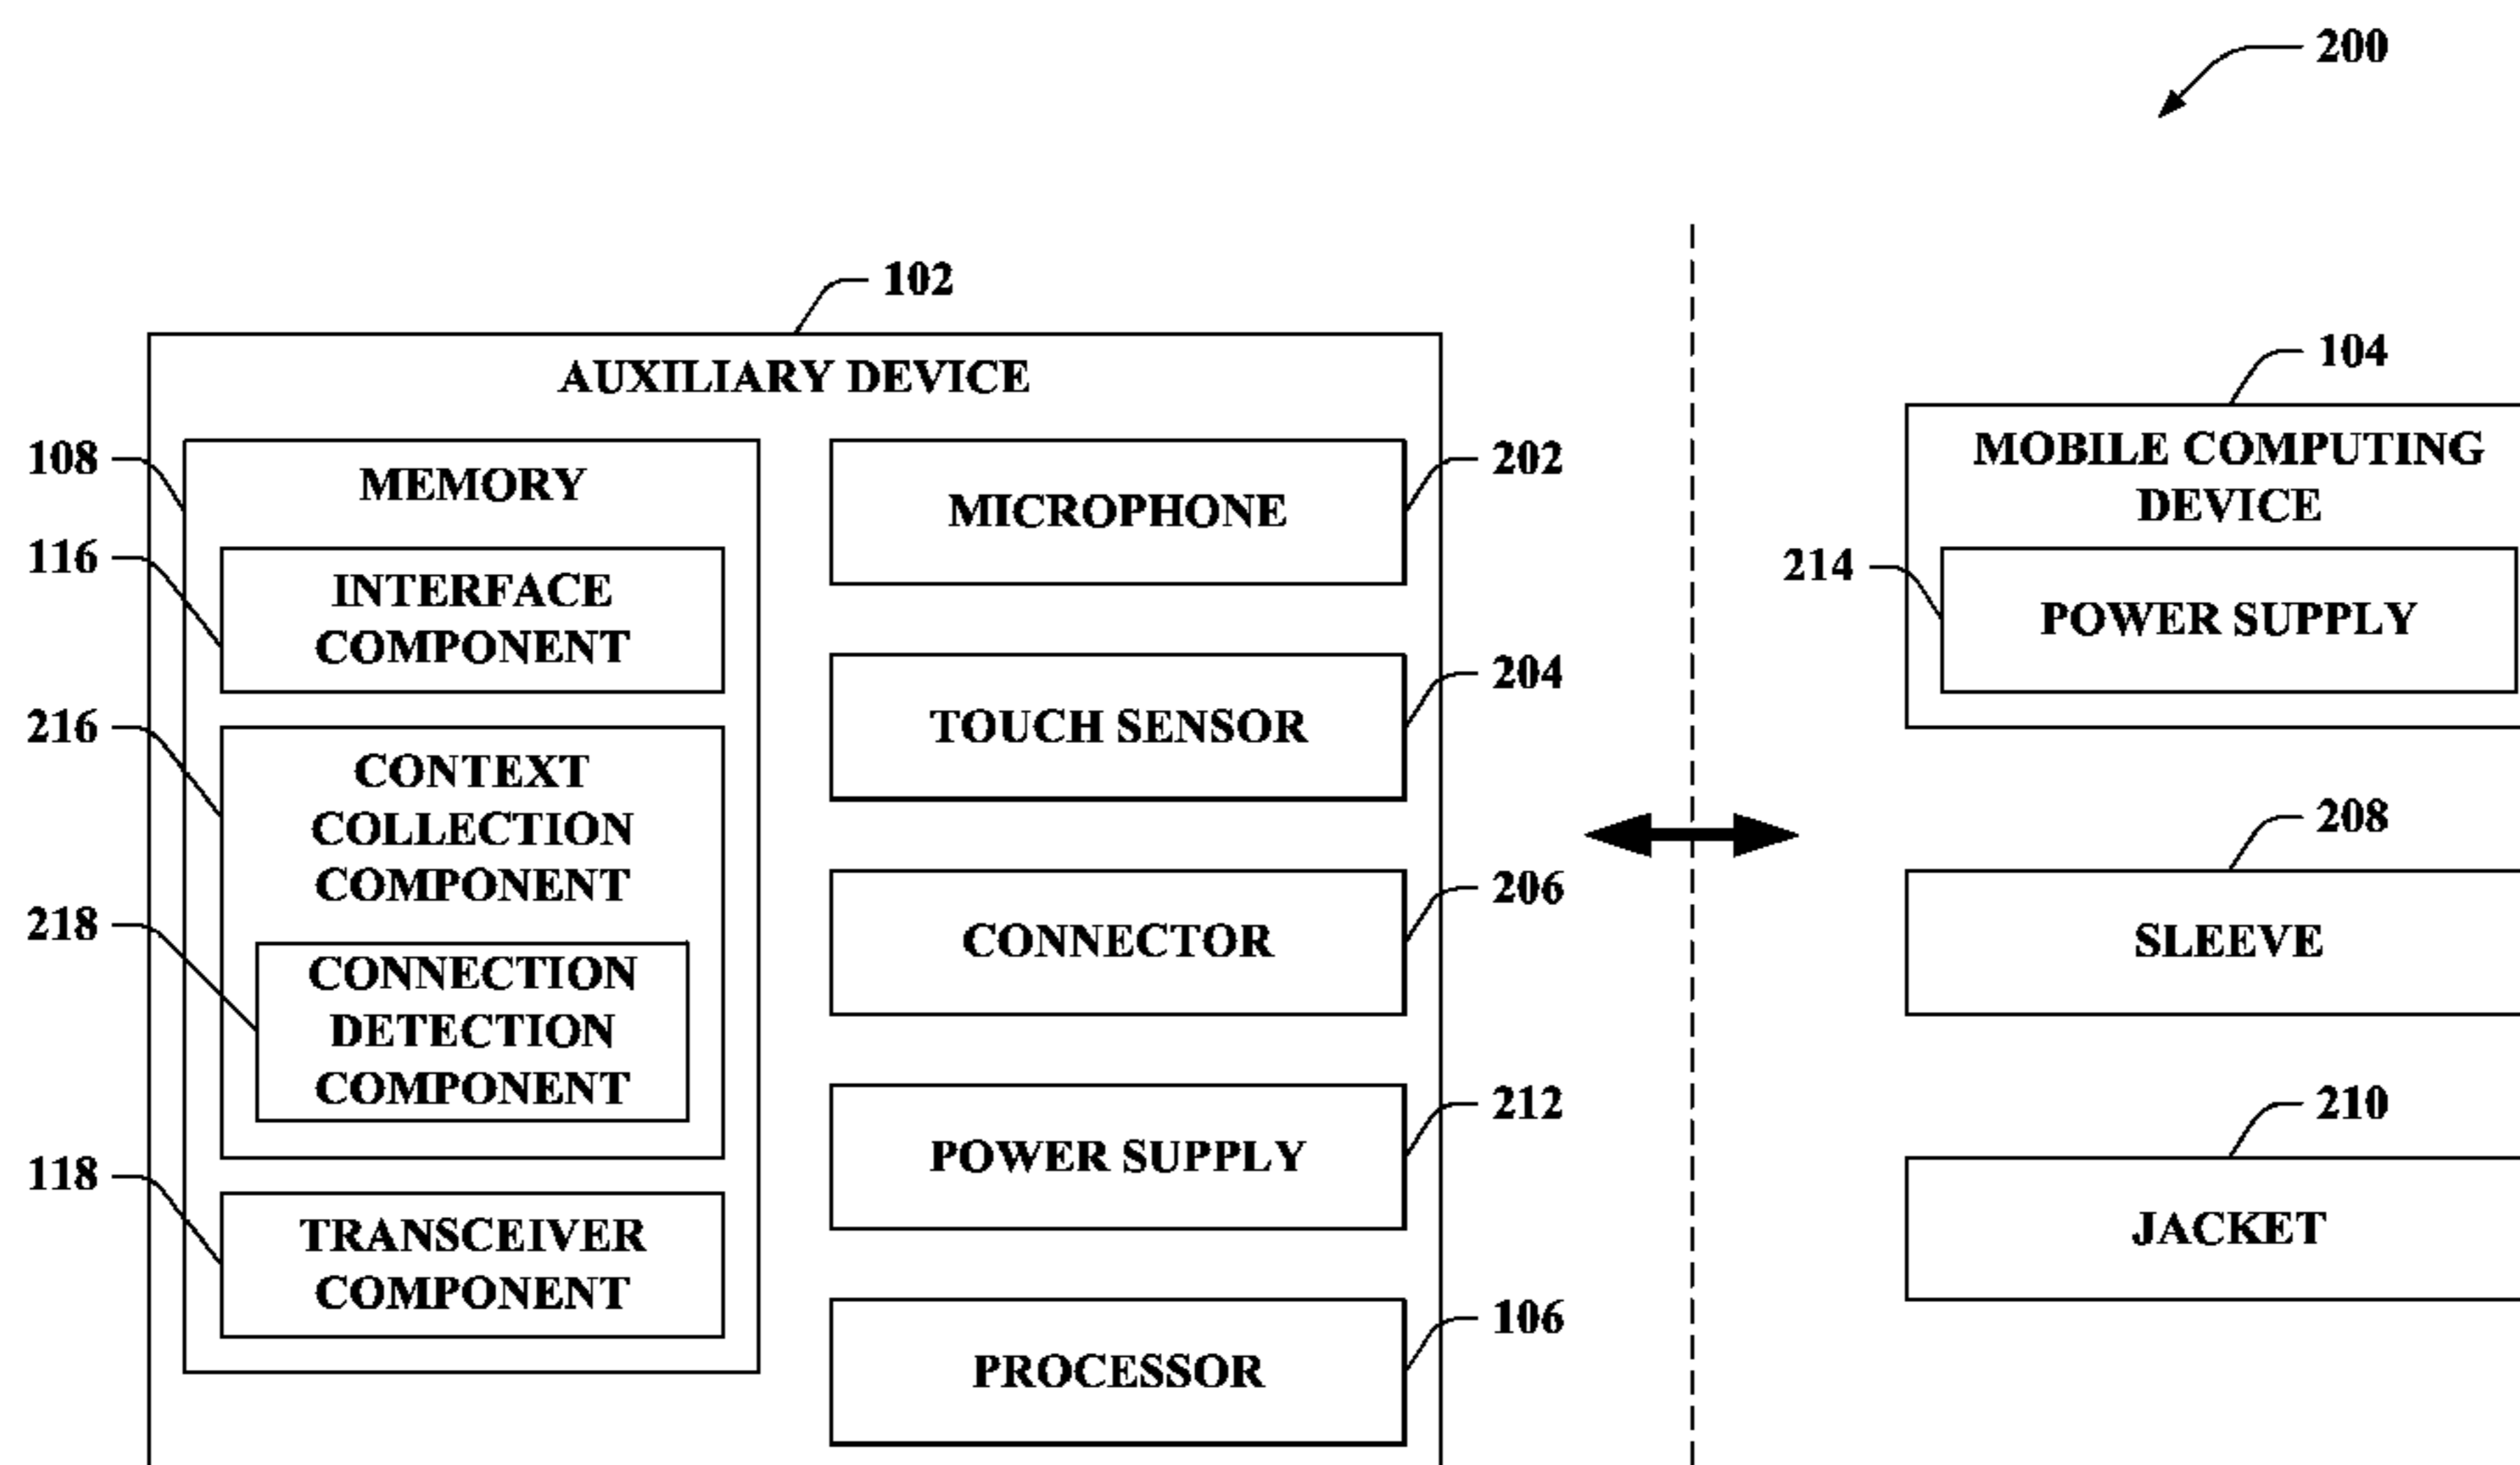 200
102
AUXILIARY DEVICE
108
MEMORY
116
INTERFACE
COMPONENT
216
CONTEXT
COLLECTION
COMPONENT
218
CONNECTION
DETECTION
COMPONENT
118
TRANSCEIVER
COMPONENT
202
MICROPHONE
204
TOUCH SENSOR
206
CONNECTOR
212
POWER SUPPLY
106
PROCESSOR
104
MOBILE COMPUTING
DEVICE
214
POWER SUPPLY
208
SLEEVE
210
JACKET